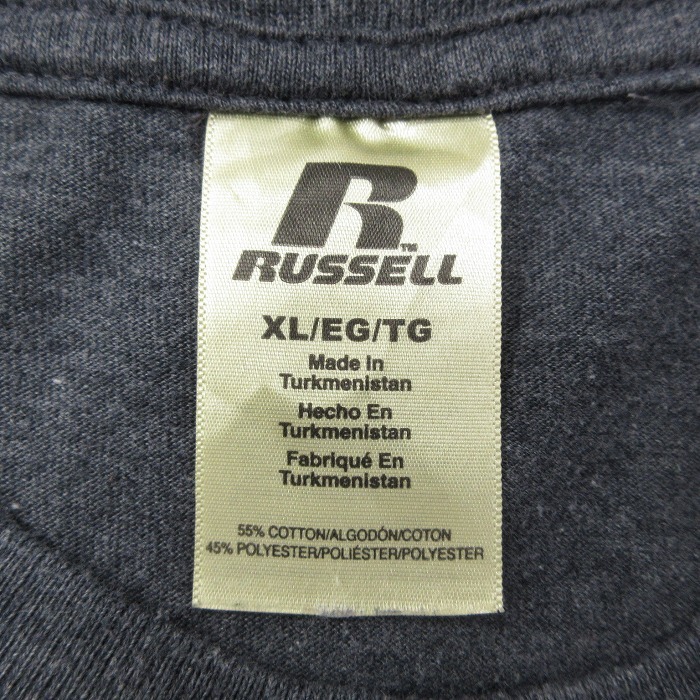 R™
RUSSELL
XL/EG/TG
Made In
Turkmenistan
Hecho En
Turkmenistan
Fabriqué En
Turkmenistan
55% COTTON/ALGODÓN/COTON
45% POLYESTER/POLIÉSTER/POLYESTER